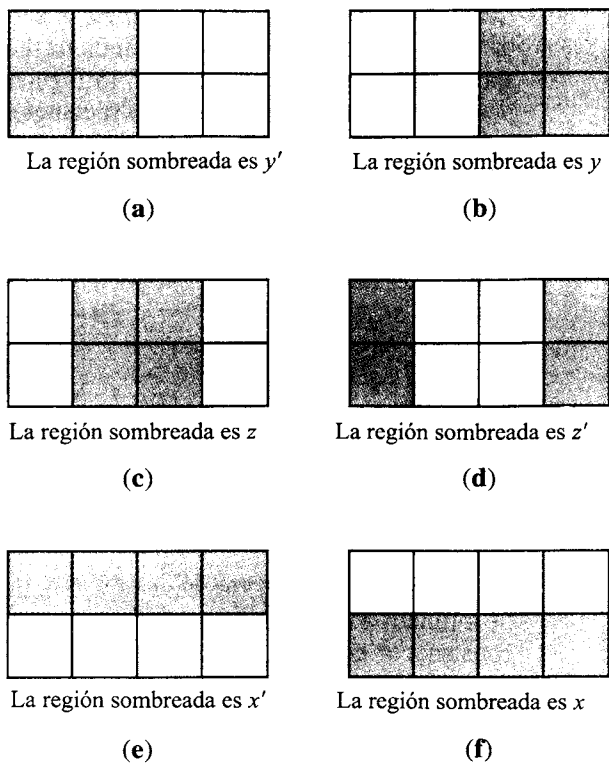 La región sombreada es y′
La región sombreada es y
(a)
(b)
La región sombreada es z
La región sombreada es z′
(c)
(d)
La región sombreada es x′
La región sombreada es x
(e)
(f)